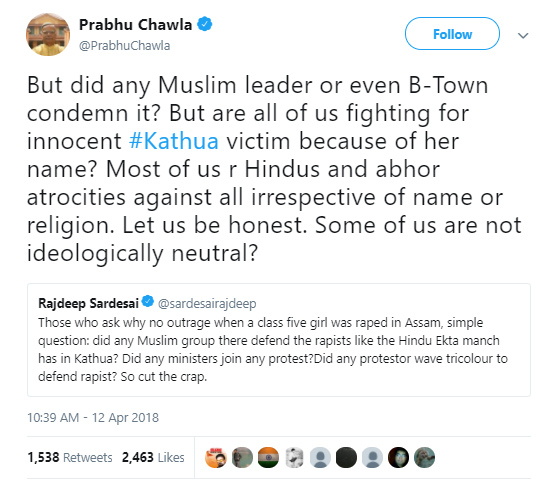 Prabhu Chawla
@PrabhuChawla
Follow
But did any Muslim leader or even B-Town
condemn it? But are all of us fighting for
innocent #Kathua victim because of her
name? Most of us r Hindus and abhor
atrocities against all irrespective of name or
religion. Let us be honest. Some of us are not
ideologically neutral?
Rajdeep Sardesai @sardesairajdeep
Those who ask why no outrage when a class five girl was raped in Assam, simple
question: did any Muslim group there defend the rapists like the Hindu Ekta manch
has in Kathua? Did any ministers join any protest?Did any protestor wave tricolour to
defend rapist? So cut the crap.
10:39 AM - 12 Apr 2018
1,538 Retweets 2,463 Likes